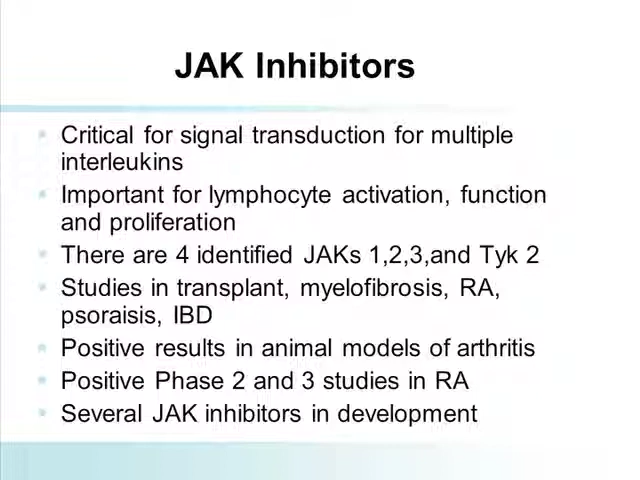 JAK Inhibitors
Critical for signal transduction for multiple
interleukins
Important for lymphocyte activation, function
and proliferation
There are 4 identified JAKs 1,2,3,and Tyk 2
Studies in transplant, myelofibrosis, RA,
psoraisis, IBD
Positive results in animal models of arthritis
Positive Phase 2 and 3 studies in RA
Several JAK inhibitors in development